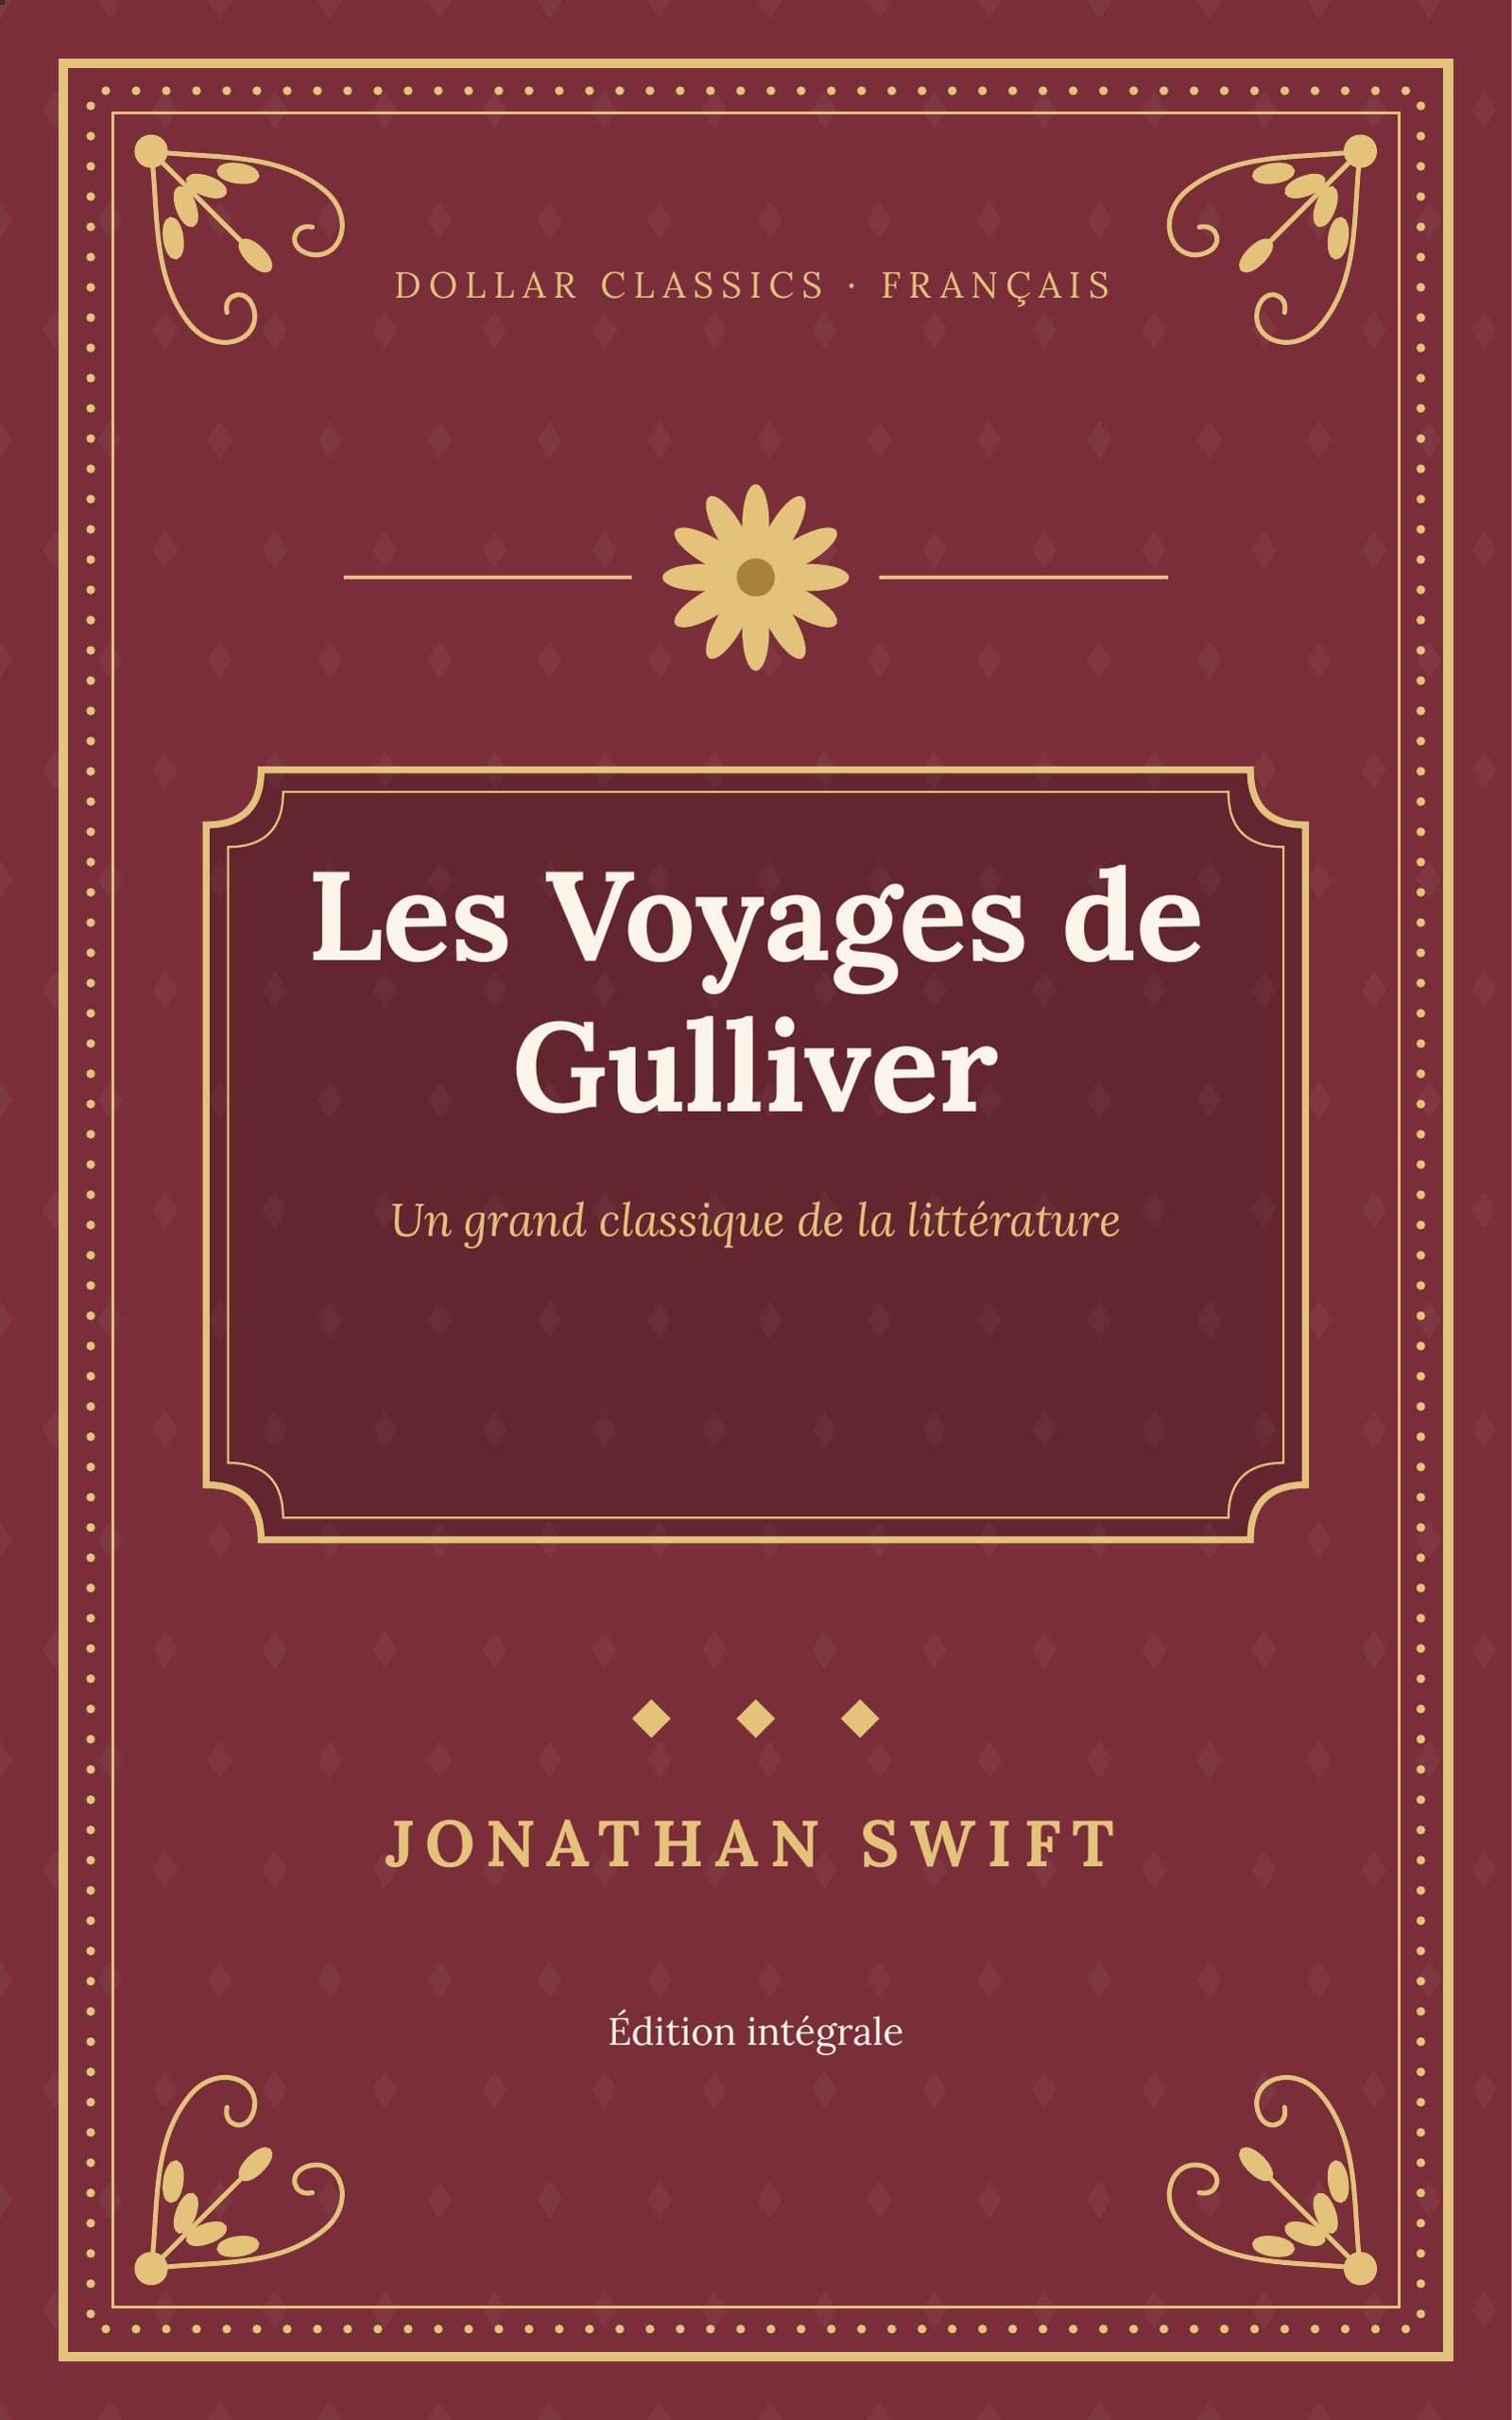 DOLLAR CLASSICS · FRANÇAIS
Les Voyages de
Gulliver
Un grand classique de la littérature
JONATHAN SWIFT
Édition intégrale